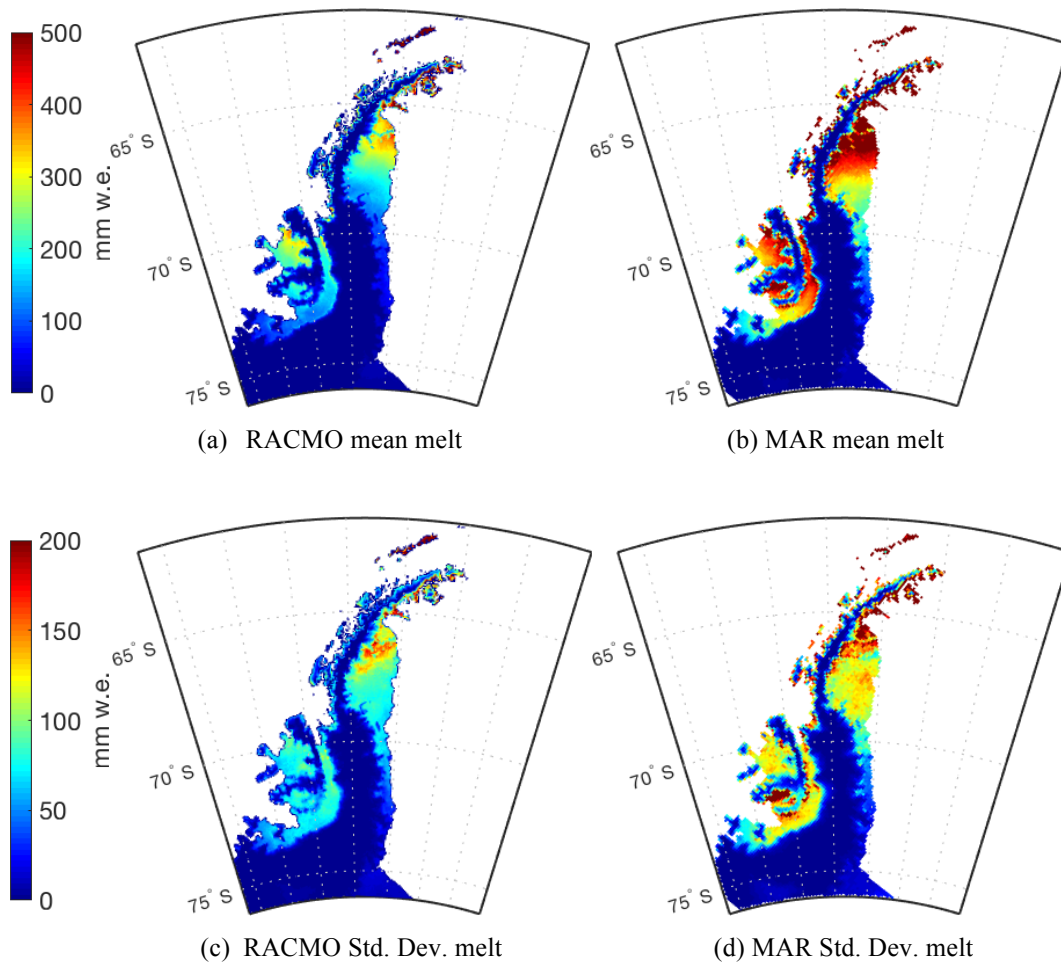 500
400
300
200
100
0
mm w.e.
65° S
70° S
75° S
65° S
70° S
75° S
(a) RACMO mean melt
(b) MAR mean melt
200
150
100
50
0
mm w.e.
65° S
70° S
75° S
65° S
70° S
75° S
(c) RACMO Std. Dev. melt
(d) MAR Std. Dev. melt